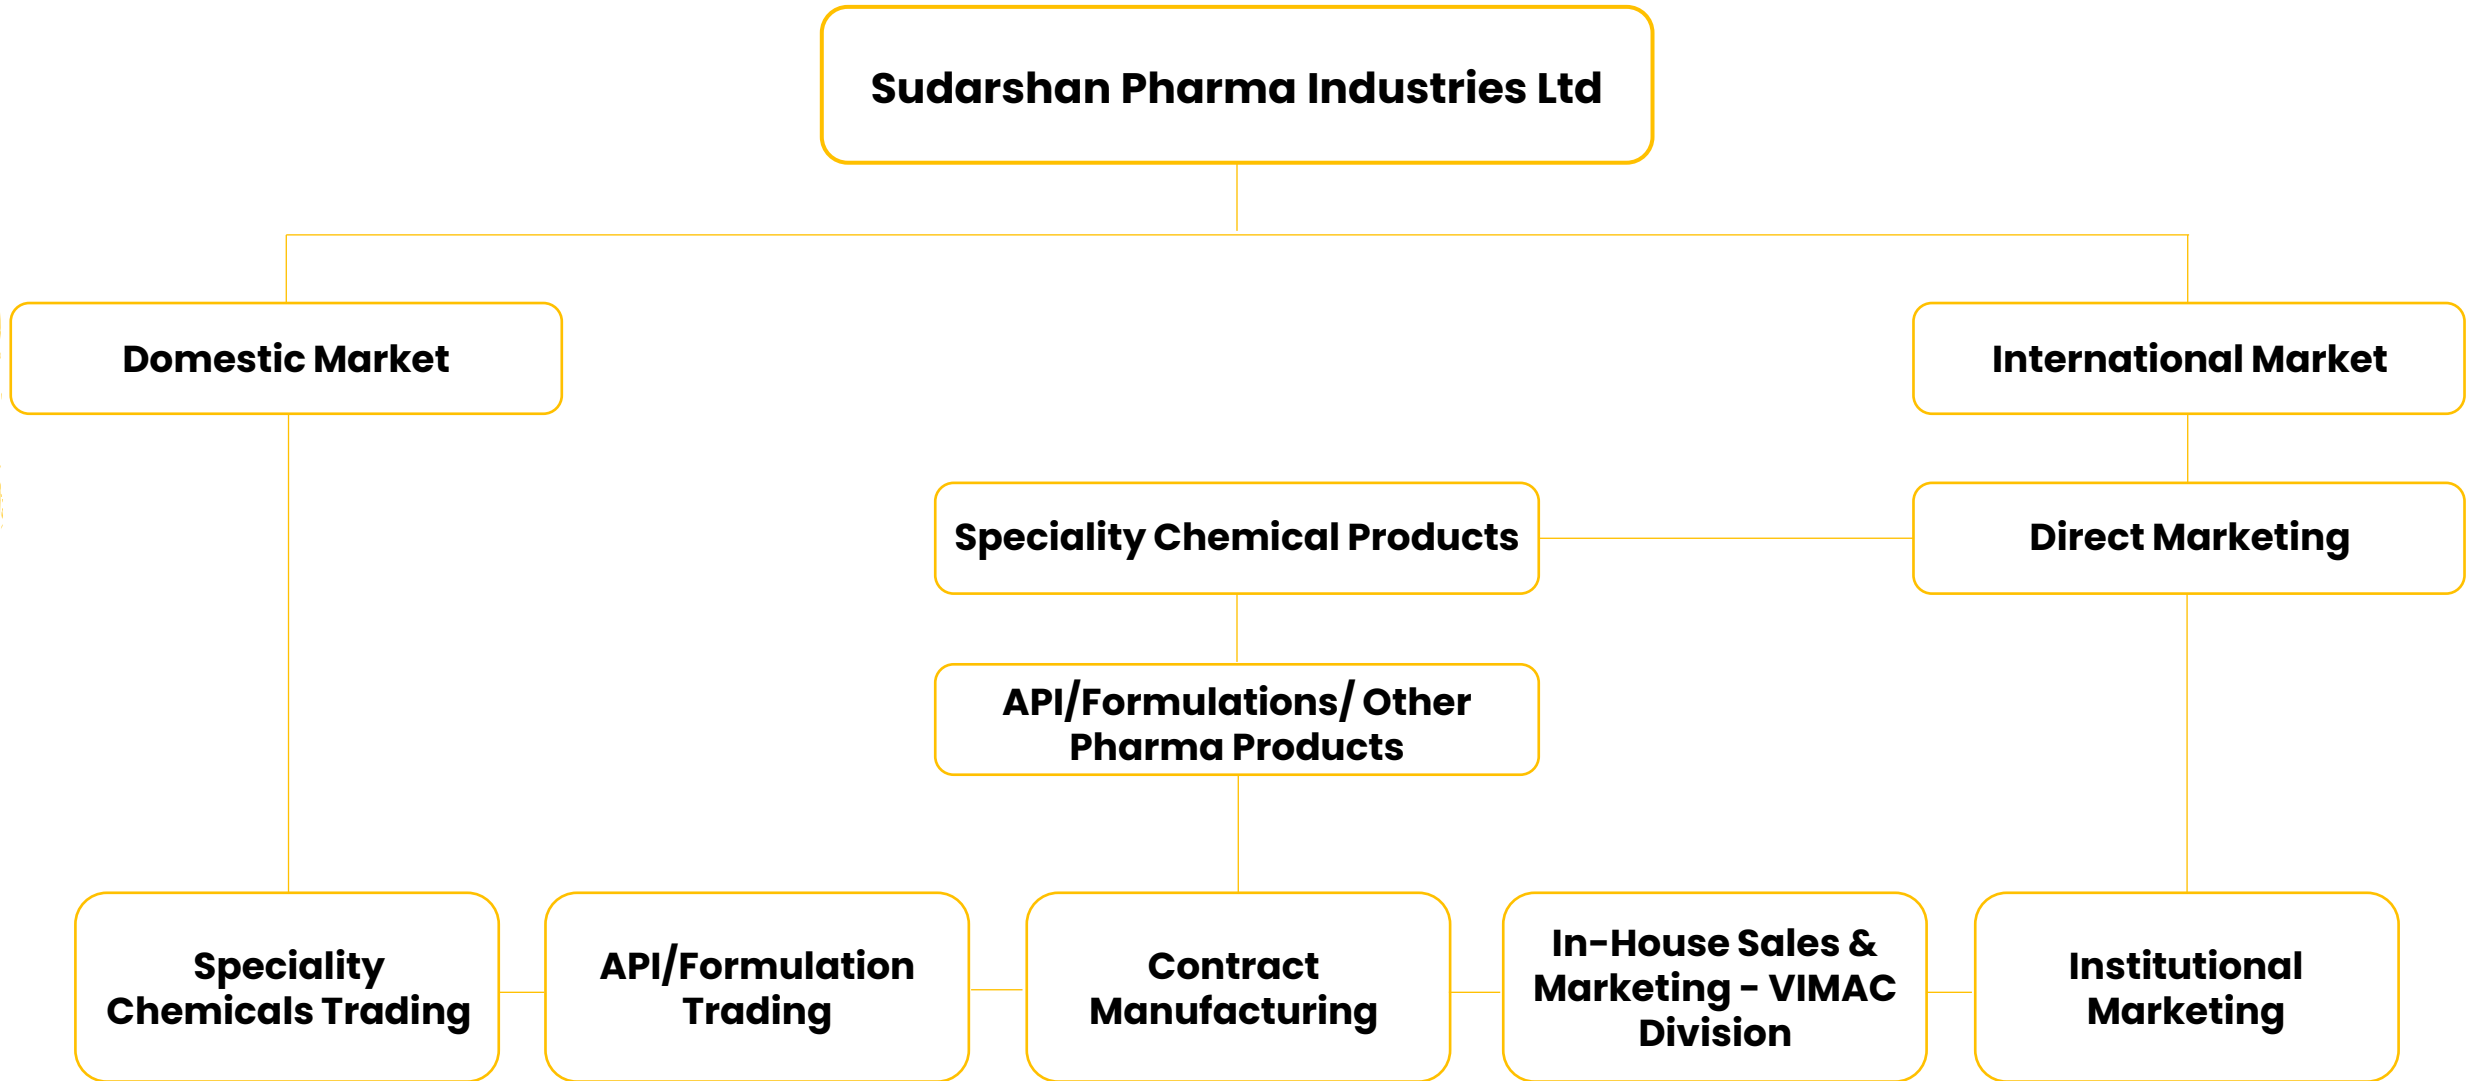 Sudarshan Pharma Industries Ltd
Domestic Market
International Market
Speciality Chemical Products
Direct Marketing
API/Formulations/ Other
Pharma Products
Speciality
Chemicals Trading
API/Formulation
Trading
Contract
Manufacturing
In-House Sales &
Marketing - VIMAC
Division
Institutional
Marketing